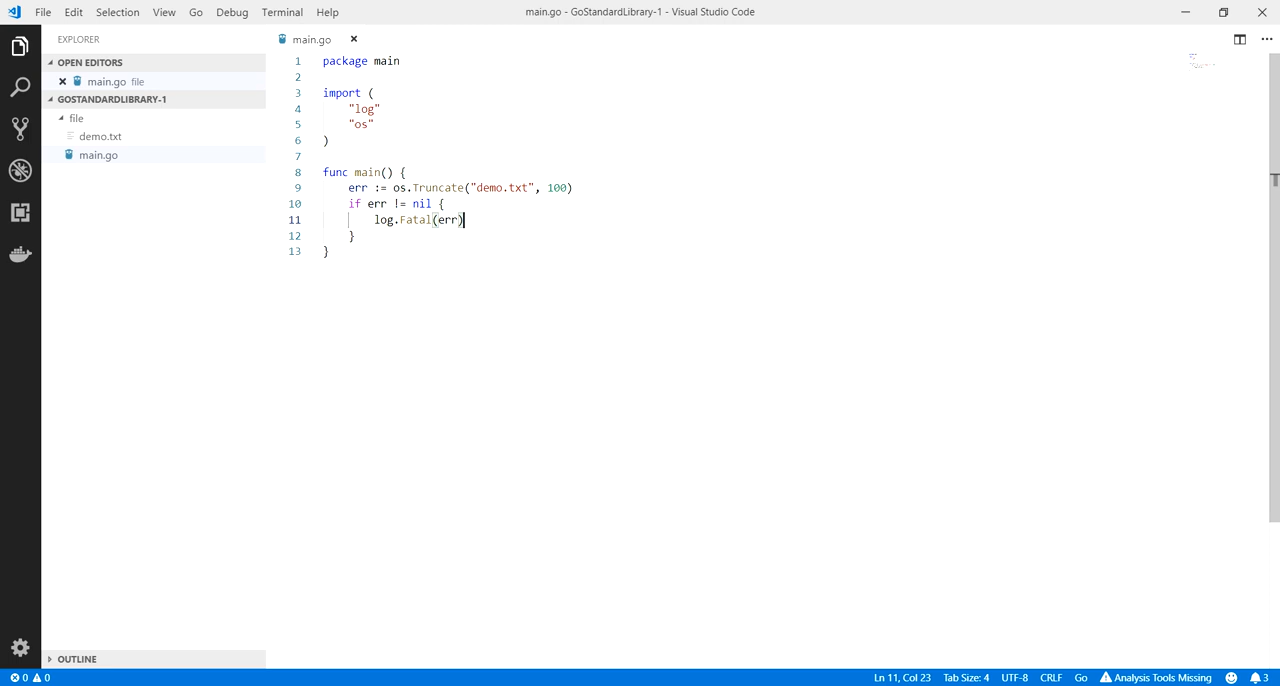 File Edit Selection View Go Debug Terminal Help
main.go - GoStandardLibrary-1 - Visual Studio Code
EXPLORER
OPEN EDITORS
main.go file
GOSTANDARDLIBRARY-1
file
demo.txt
main.go
OUTLINE
main.go
1 package main
2
3 import (
4 "log"
5 "os"
6 )
7
8 func main() {
9 err := os.Truncate("demo.txt", 100)
10 if err != nil {
11 log.Fatal(err)
12 }
13 }
0 0
Ln 11, Col 23 Tab Size: 4 UTF-8 CRLF Go Analysis Tools Missing 3